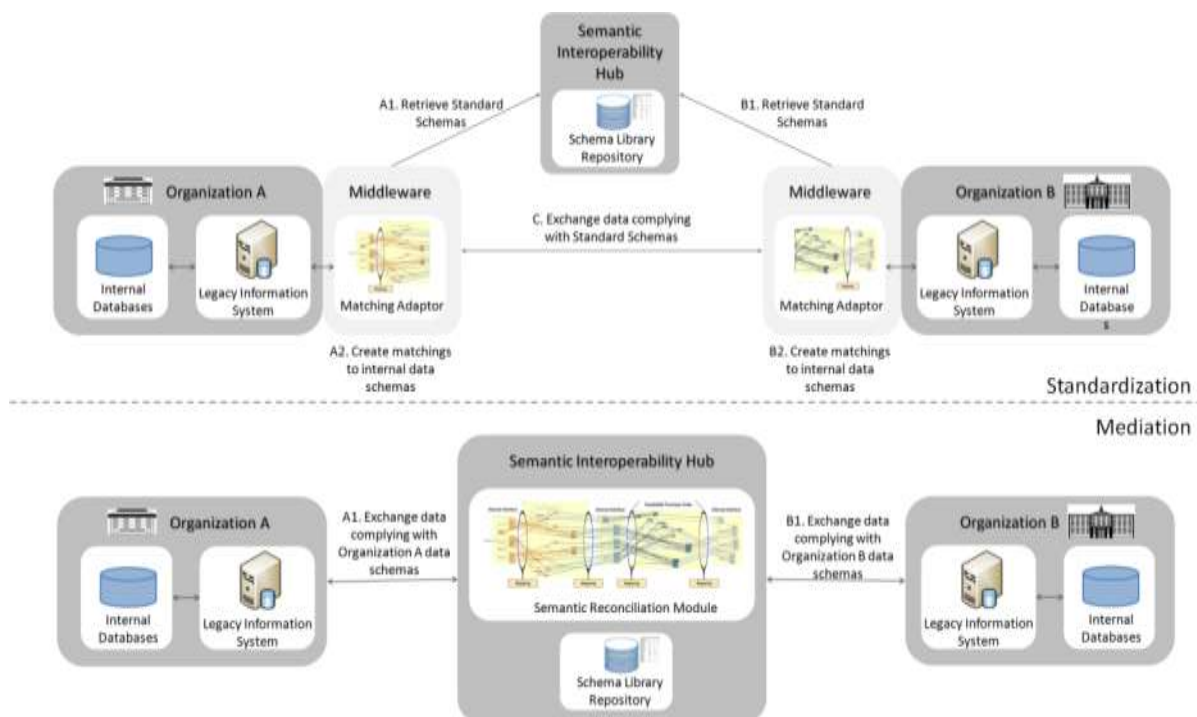 Semantic
Interoperability
Hub
Schema Library
Repository
A1. Retrieve Standard
Schemas
B1. Retrieve Standard
Schemas
Organization A
Internal
Databases
Legacy Information
System
Middleware
Matching Adaptor
C. Exchange data complying
with Standard Schemas
Middleware
Matching Adaptor
Organization B
Legacy Information
System
Internal
Database
s
A2. Create matchings
to internal data
schemas
B2. Create matchings
to internal data
schemas
Standardization
Mediation
Semantic Interoperability Hub
Semantic Reconciliation Module
Schema Library
Repository
Organization A
Internal
Databases
Legacy Information
System
A1. Exchange data
complying with
Organization A data
schemas
B1. Exchange data
complying with
Organization B data
schemas
Organization B
Legacy Information
System
Internal
Databases